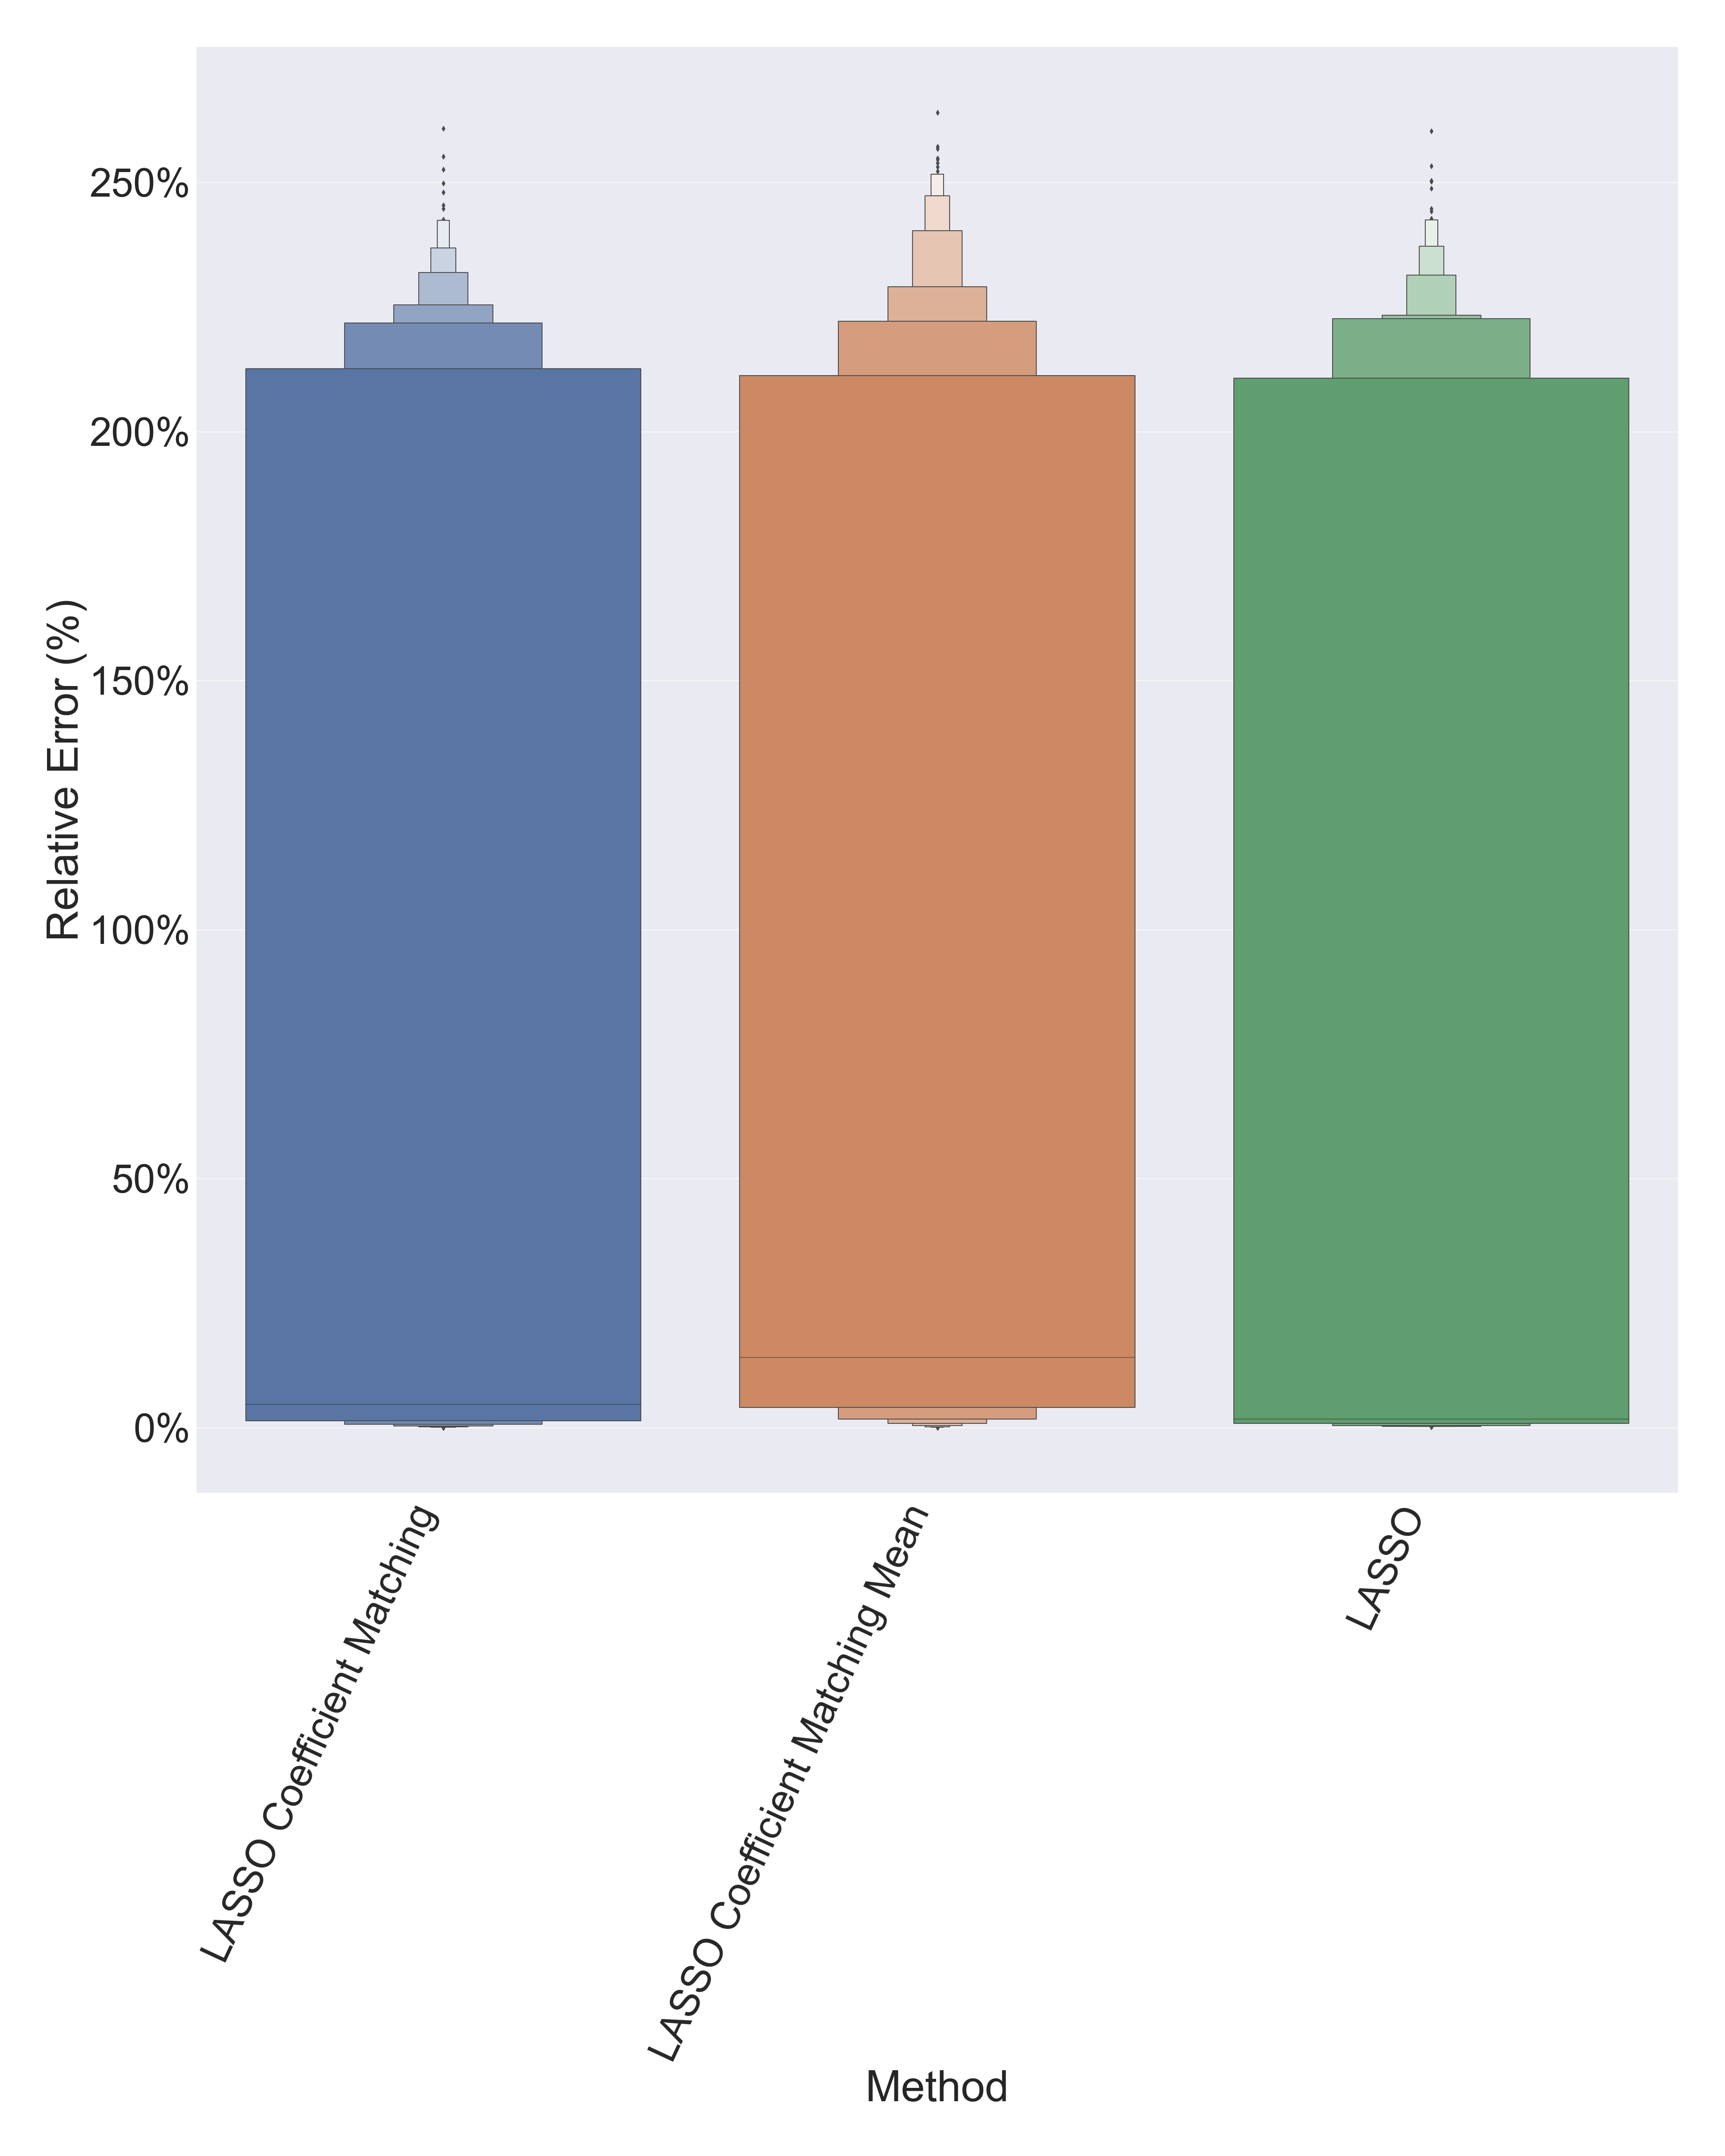 Relative Error (%)
250%
200%
150%
100%
50%
0%
LASSO Coefficient Matching
LASSO Coefficient Matching Mean
LASSO
Method